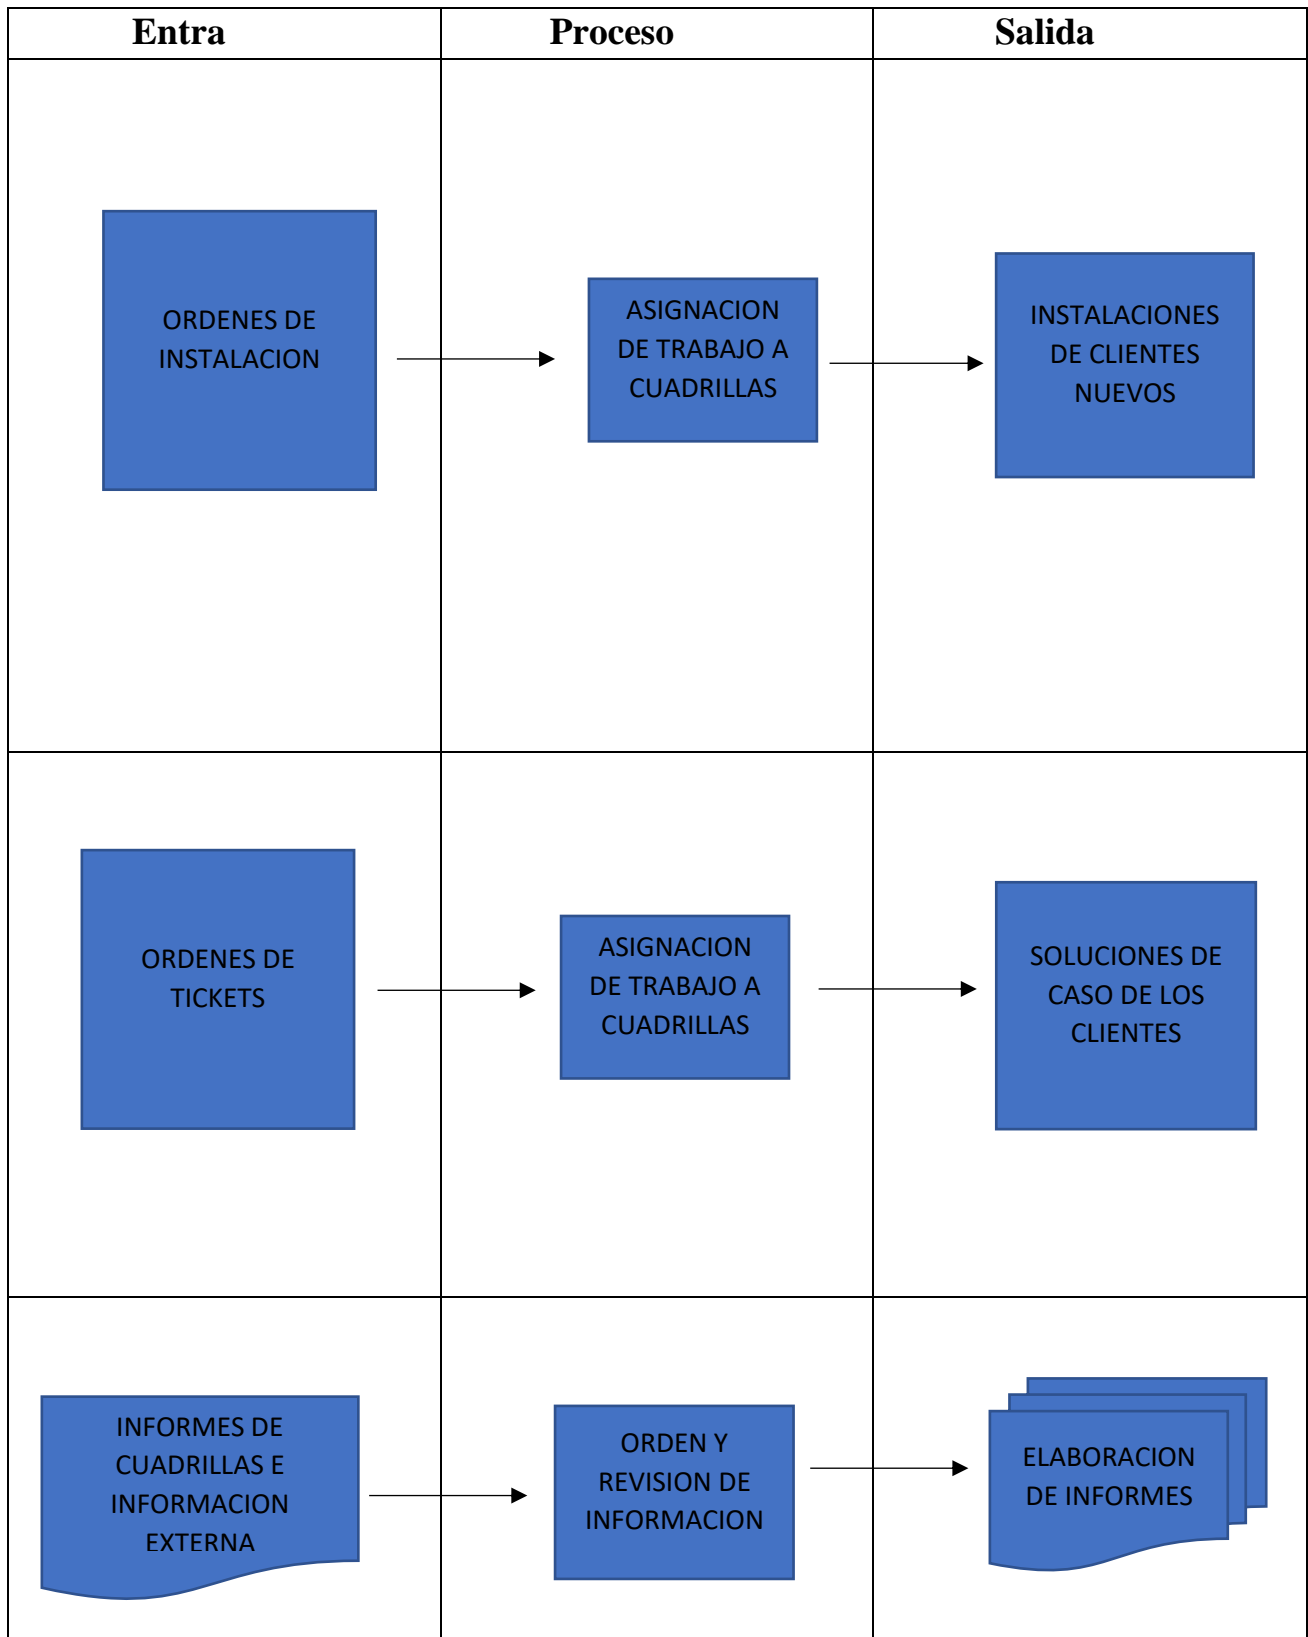 Entra
Proceso
Salida
ORDENES DE
INSTALACION
ASIGNACION
DE TRABAJO A
CUADRILLAS
INSTALACIONES
DE CLIENTES
NUEVOS
ORDENES DE
TICKETS
ASIGNACION
DE TRABAJO A
CUADRILLAS
SOLUCIONES DE
CASO DE LOS
CLIENTES
INFORMES DE
CUADRILLAS E
INFORMACION
EXTERNA
ORDEN Y
REVISION DE
INFORMACION
ELABORACION
DE INFORMES